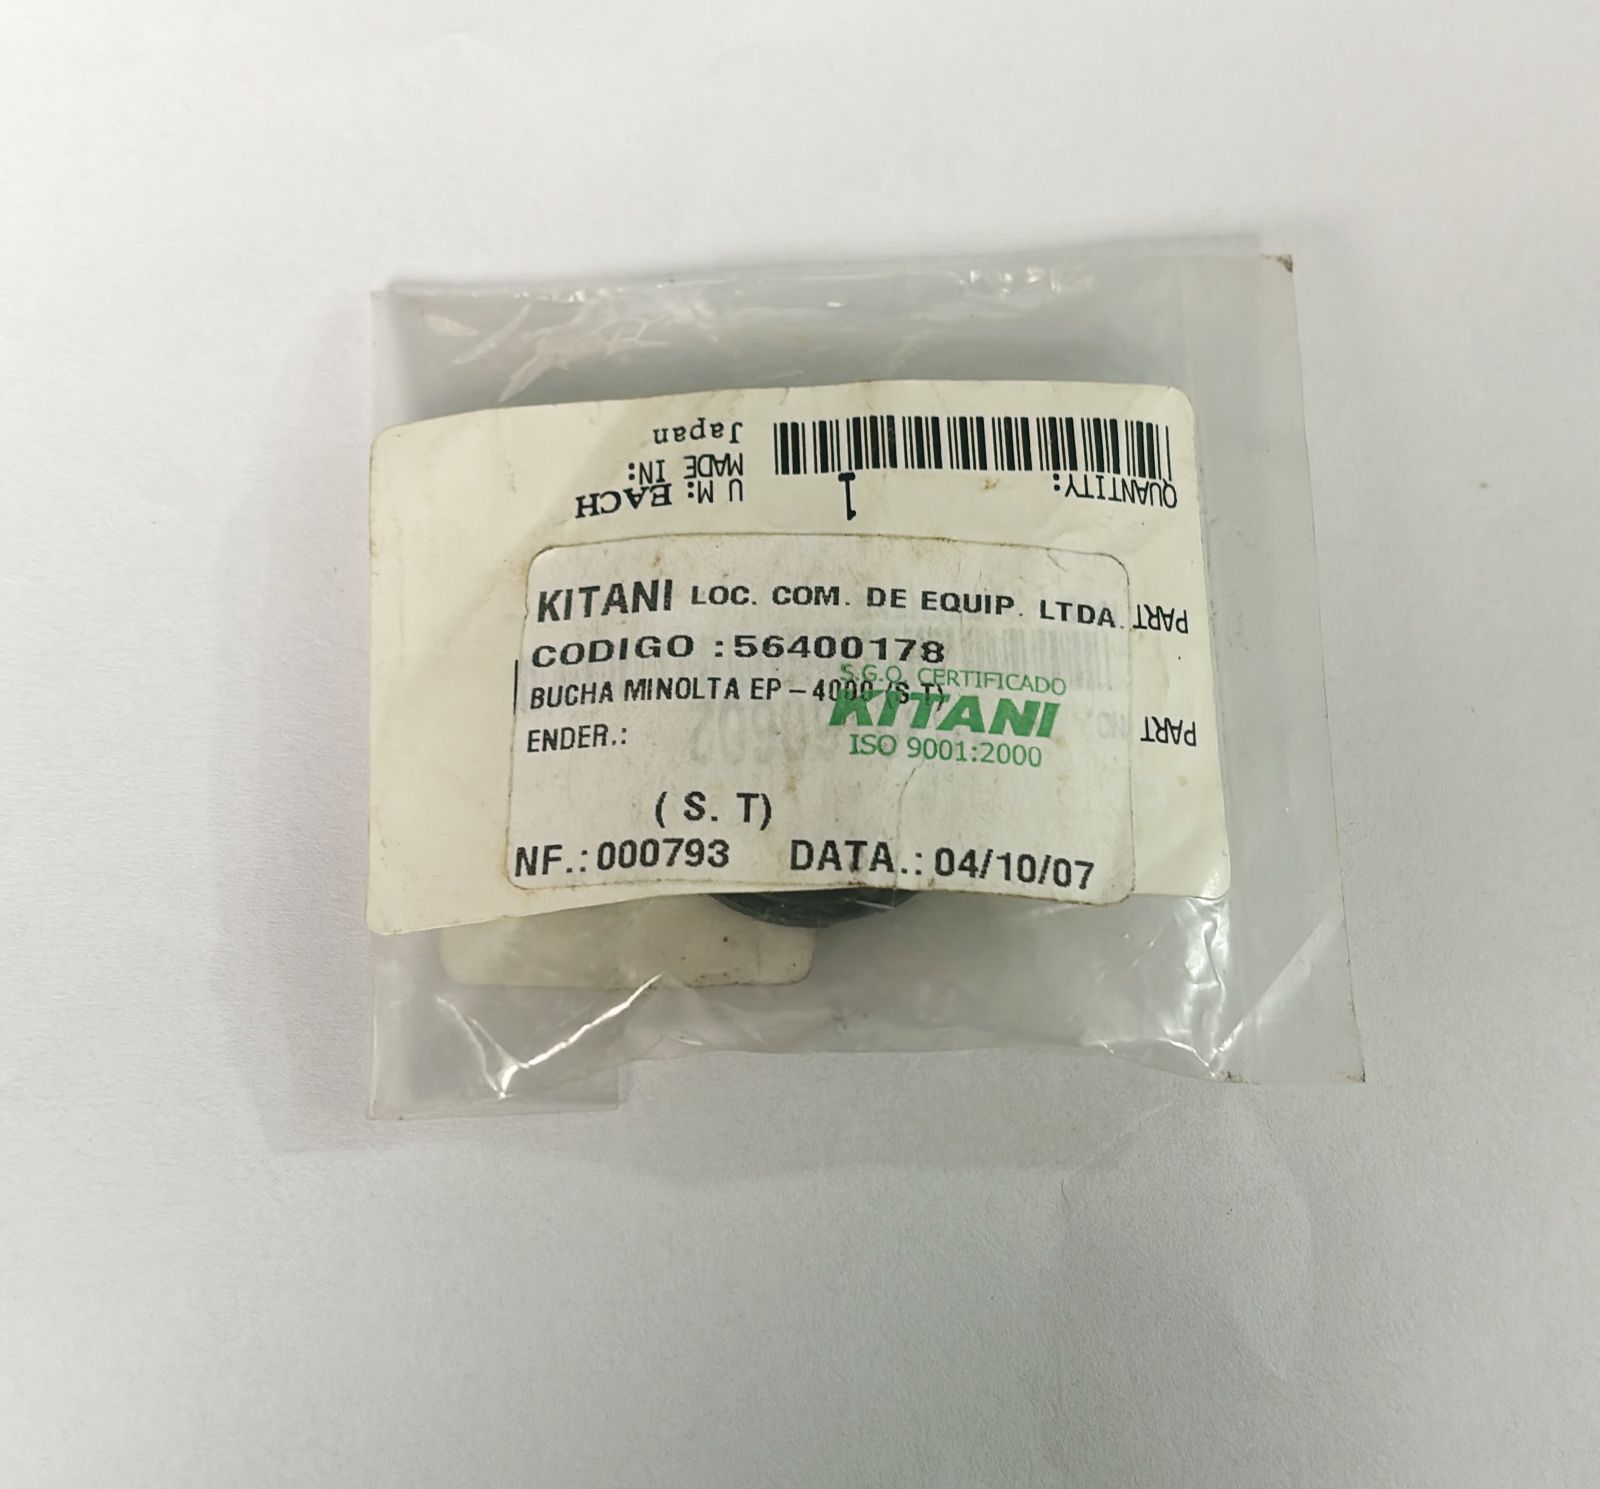 QUANTITY: 1
U M: EACH
MADE IN:
Japan
PART
PART
KITANI LOC. COM. DE EQUIP. LTDA.
CODIGO :56400178
BUCHA MINOLTA EP-4000 (S.T)
ENDER.:
S.G.Q. CERTIFICADO
KITANI
ISO 9001:2000
( S. T)
NF.:000793 DATA.: 04/10/07